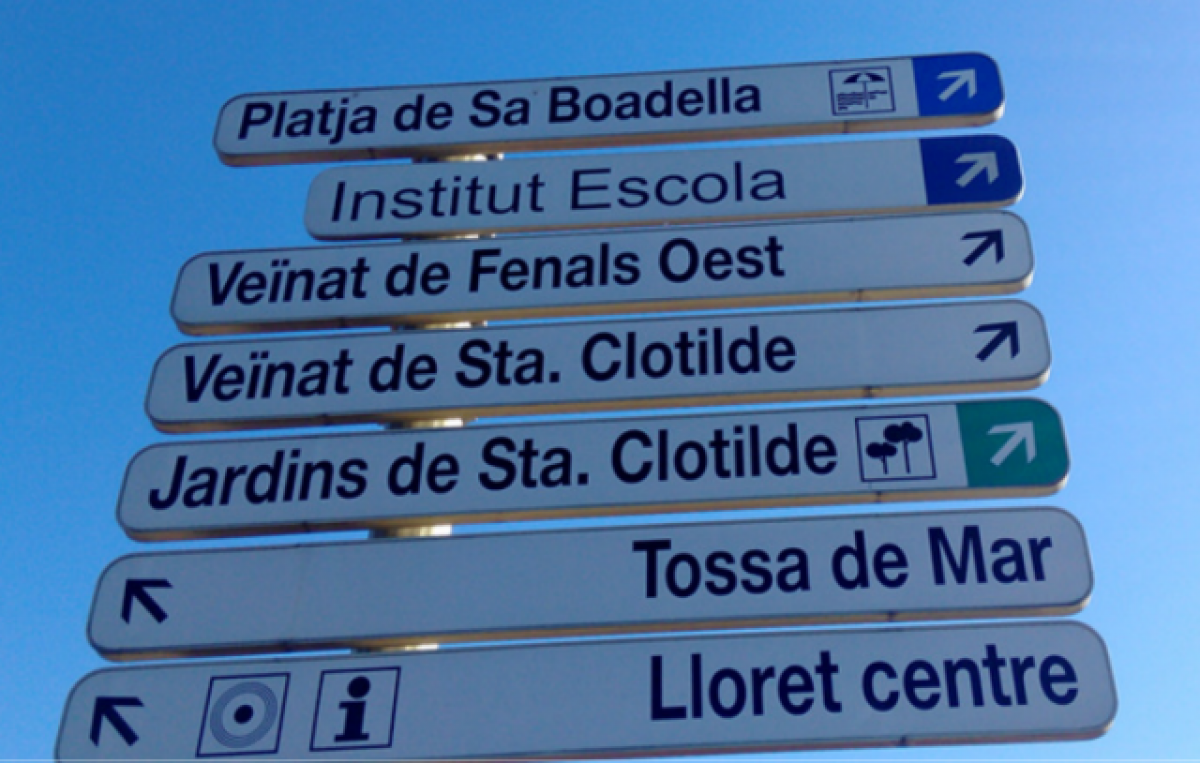 Platja de Sa Boadella
Institut Escola
Veïnat de Fenals Oest
Veïnat de Sta. Clotilde
Jardins de Sta. Clotilde
Tossa de Mar
i Lloret centre